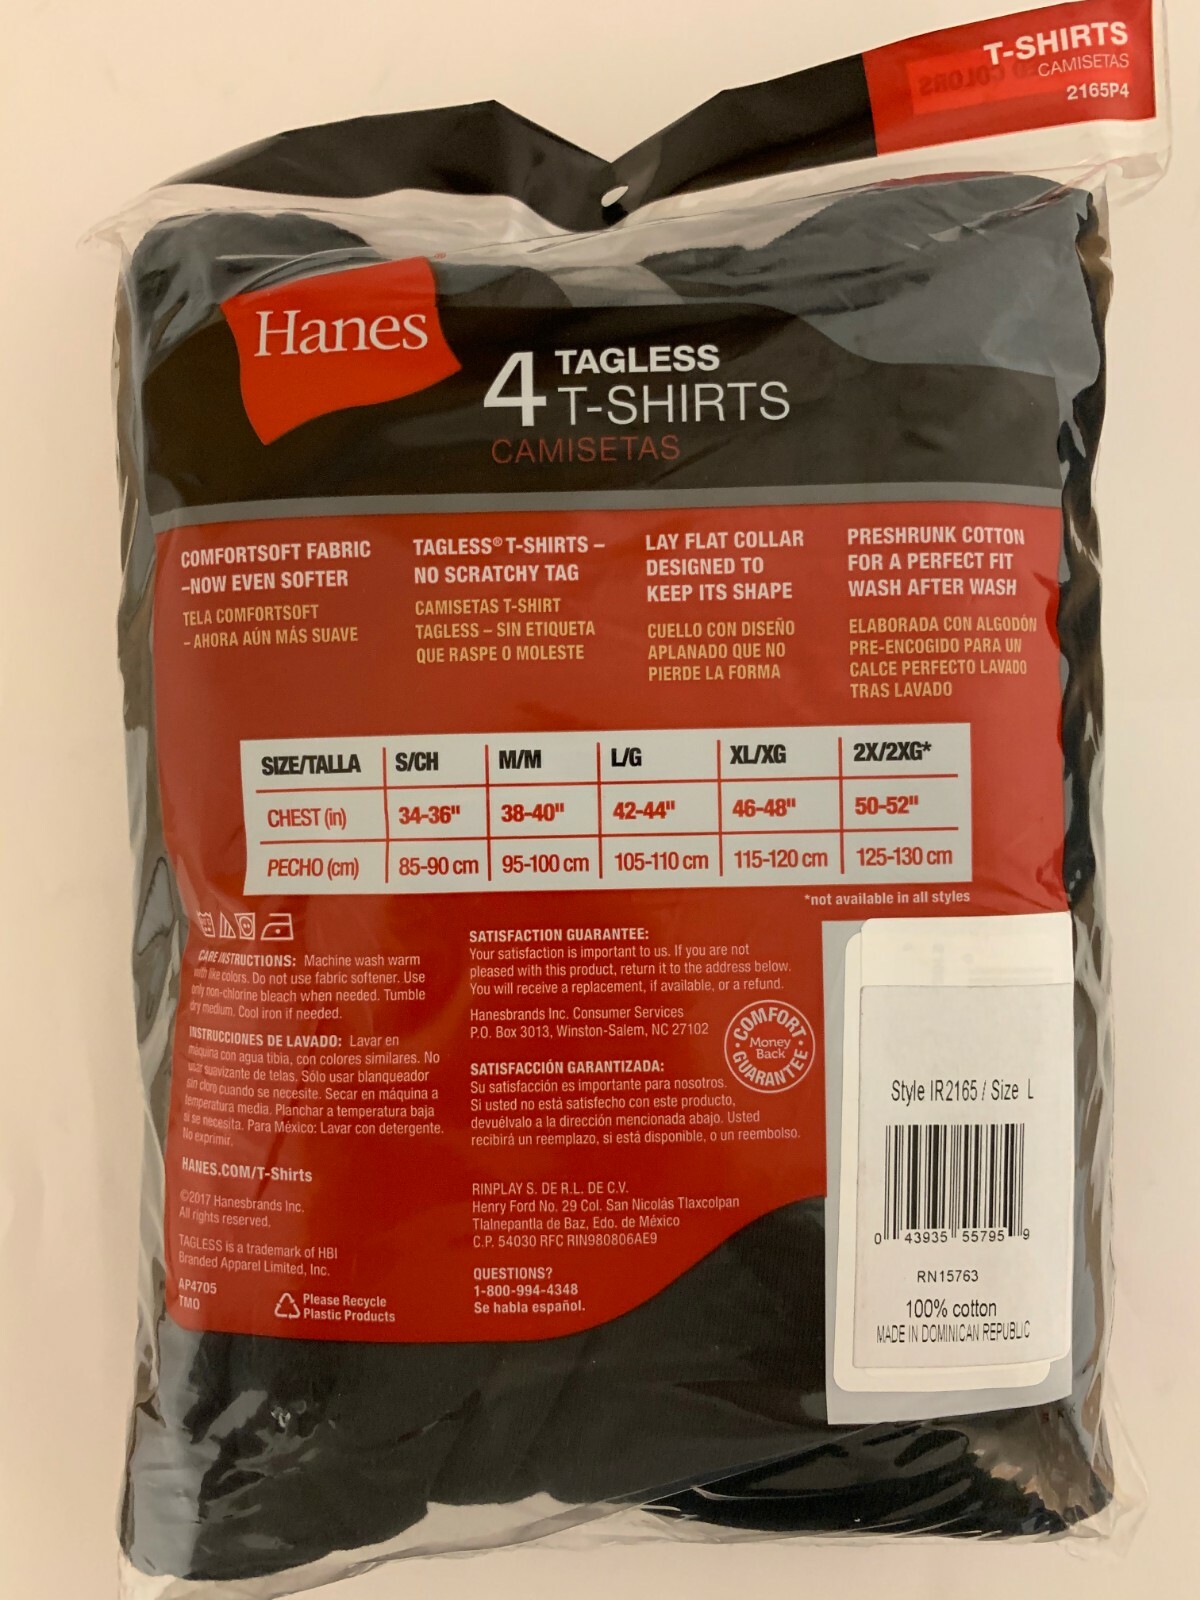 T-SHIRTS
CAMISETAS
2165P4
COLORS
Hanes
4 TAGLESS
T-SHIRTS
CAMISETAS
COMFORTSOFT FABRIC
–NOW EVEN SOFTER
TELA COMFORTSOFT
– AHORA AÚN MÁS SUAVE
TAGLESS® T-SHIRTS –
NO SCRATCHY TAG
CAMISETAS T-SHIRT
TAGLESS – SIN ETIQUETA
QUE RASPE O MOLESTE
LAY FLAT COLLAR
DESIGNED TO
KEEP ITS SHAPE
CUELLO CON DISEÑO
APLANADO QUE NO
PIERDE LA FORMA
PRESHRUNK COTTON
FOR A PERFECT FIT
WASH AFTER WASH
ELABORADA CON ALGODÓN
PRE-ENCOGIDO PARA UN
CALCE PERFECTO LAVADO
TRAS LAVADO
SIZE/TALLA S/CH M/M L/G XL/XG 2X/2XG*
CHEST (in) 34-36" 38-40" 42-44" 46-48" 50-52"
PECHO (cm) 85-90 cm 95-100 cm 105-110 cm 115-120 cm 125-130 cm
*not available in all styles
CARE INSTRUCTIONS: Machine wash warm
with like colors. Do not use fabric softener. Use
only non-chlorine bleach when needed. Tumble
dry medium. Cool iron if needed.
INSTRUCCIONES DE LAVADO: Lavar en
máquina con agua tibia, con colores similares. No
usar suavizante de telas. Sólo usar blanqueador
sin cloro cuando se necesite. Secar en máquina a
temperatura media. Planchar a temperatura baja
si se necesita. Para México: Lavar con detergente.
No exprimir.
HANES.COM/T-Shirts
©2017 Hanesbrands Inc.
All rights reserved.
TAGLESS is a trademark of HBI
Branded Apparel Limited, Inc.
AP4705
TMO
Please Recycle
Plastic Products
SATISFACTION GUARANTEE:
Your satisfaction is important to us. If you are not
pleased with this product, return it to the address below.
You will receive a replacement, if available, or a refund.
Hanesbrands Inc. Consumer Services
P.O. Box 3013, Winston-Salem, NC 27102
COMFORT
Money
Back
GUARANTEE
SATISFACCIÓN GARANTIZADA:
Su satisfacción es importante para nosotros.
Si usted no está satisfecho con este producto,
devuélvalo a la dirección mencionada abajo. Usted
recibirá un reemplazo, si está disponible, o un reembolso.
RINPLAY S. DE R.L. DE C.V.
Henry Ford No. 29 Col. San Nicolás Tlaxcolpan
Tlalnepantla de Baz, Edo. de México
C.P. 54030 RFC RIN980806AE9
QUESTIONS?
1-800-994-4348
Se habla español.
Style IR2165 / Size L
0 43935 55795 9
RN15763
100% cotton
MADE IN DOMINICAN REPUBLIC